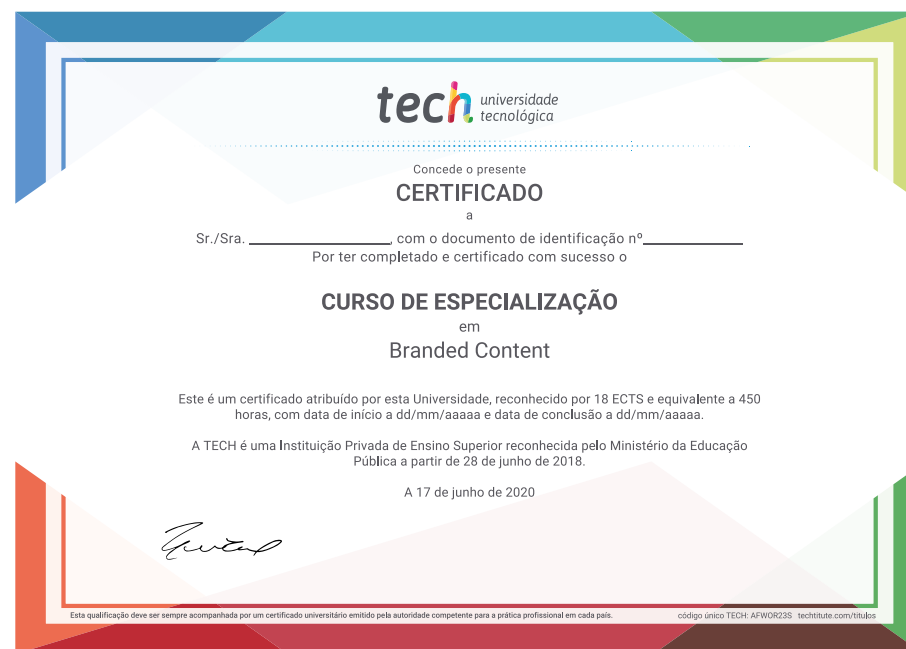 tech universidade
tecnológica
Concede o presente
CERTIFICADO
a
Sr./Sra. ____________________, com o documento de identificação nº______________
Por ter completado e certificado com sucesso o
CURSO DE ESPECIALIZAÇÃO
em
Branded Content
Este é um certificado atribuído por esta Universidade, reconhecido por 18 ECTS e equivalente a 450
horas, com data de início a dd/mm/aaaaa e data de conclusão a dd/mm/aaaaa.
A TECH é uma Instituição Privada de Ensino Superior reconhecida pelo Ministério da Educação
Pública a partir de 28 de junho de 2018.
A 17 de junho de 2020
Esta qualificação deve ser sempre acompanhada por um certificado universitário emitido pela autoridade competente para a prática profissional em cada país.
código único TECH: AFWOR23S techtitute.com/titulos